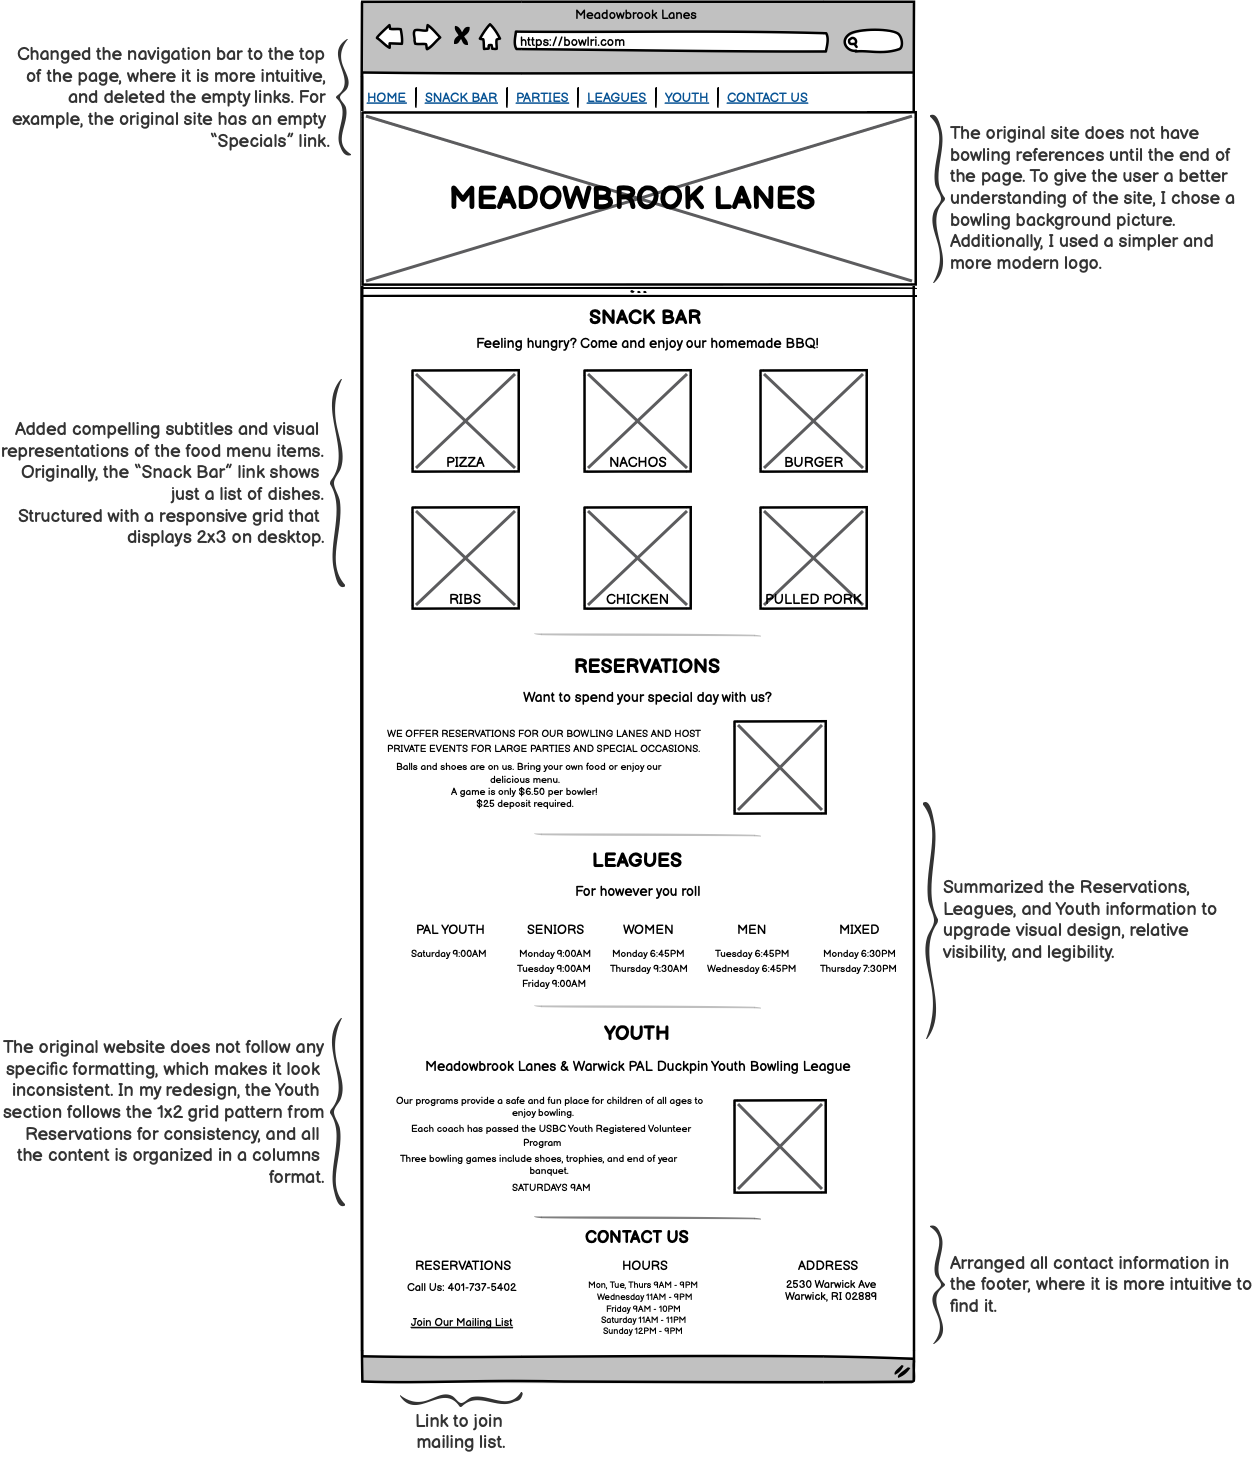 Meadowbrook Lanes
https://bowlri.com
Changed the navigation bar to the top
of the page, where it is more intuitive,
and deleted the empty links. For
example, the original site has an empty
“Specials” link.
HOME
SNACK BAR
PARTIES
LEAGUES
YOUTH
CONTACT US
MEADOWBROOK LANES
The original site does not have
bowling references until the end of
the page. To give the user a better
understanding of the site, I chose a
bowling background picture.
Additionally, I used a simpler and
more modern logo.
SNACK BAR
Feeling hungry? Come and enjoy our homemade BBQ!
Added compelling subtitles and visual
representations of the food menu items.
Originally, the “Snack Bar” link shows
just a list of dishes.
Structured with a responsive grid that
displays 2x3 on desktop.
PIZZA
NACHOS
BURGER
RIBS
CHICKEN
PULLED PORK
RESERVATIONS
Want to spend your special day with us?
WE OFFER RESERVATIONS FOR OUR BOWLING LANES AND HOST
PRIVATE EVENTS FOR LARGE PARTIES AND SPECIAL OCCASIONS.
Balls and shoes are on us. Bring your own food or enjoy our
delicious menu.
A game is only $6.50 per bowler!
$25 deposit required.
LEAGUES
For however you roll
PAL YOUTH
Saturday 9:00AM
SENIORS
Monday 9:00AM
Tuesday 9:00AM
Friday 9:00AM
WOMEN
Monday 6:45PM
Thursday 9:30AM
MEN
Tuesday 6:45PM
Wednesday 6:45PM
MIXED
Monday 6:30PM
Thursday 7:30PM
Summarized the Reservations,
Leagues, and Youth information to
upgrade visual design, relative
visibility, and legibility.
YOUTH
Meadowbrook Lanes & Warwick PAL Duckpin Youth Bowling League
Our programs provide a safe and fun place for children of all ages to
enjoy bowling.
Each coach has passed the USBC Youth Registered Volunteer
Program
Three bowling games include shoes, trophies, and end of year
banquet.
SATURDAYS 9AM
The original website does not follow any
specific formatting, which makes it look
inconsistent. In my redesign, the Youth
section follows the 1x2 grid pattern from
Reservations for consistency, and all
the content is organized in a columns
format.
CONTACT US
RESERVATIONS
Call Us: 401-737-5402
Join Our Mailing List
HOURS
Mon, Tue, Thurs 9AM - 9PM
Wednesday 11AM - 9PM
Friday 9AM - 10PM
Saturday 11AM - 11PM
Sunday 12PM - 9PM
ADDRESS
2530 Warwick Ave
Warwick, RI 02889
Arranged all contact information in
the footer, where it is more intuitive to
find it.
Link to join
mailing list.